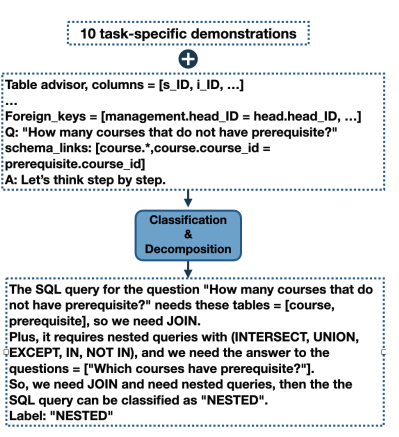 10 task-specific demonstrations
Table advisor, columns = [s_ID, i_ID, ...]
...
Foreign_keys = [management.head_ID = head.head_ID, ...]
Q: "How many courses that do not have prerequisite?"
schema_links: [course.*,course.course_id =
prerequisite.course_id]
A: Let's think step by step.
Classification
&
Decomposition
The SQL query for the question "How many courses that do
not have prerequisite?" needs these tables = [course,
prerequisite], so we need JOIN.
Plus, it requires nested queries with (INTERSECT, UNION,
EXCEPT, IN, NOT IN), and we need the answer to the
questions = ["Which courses have prerequisite?"].
So, we need JOIN and need nested queries, then the the
SQL query can be classified as "NESTED".
Label: "NESTED"